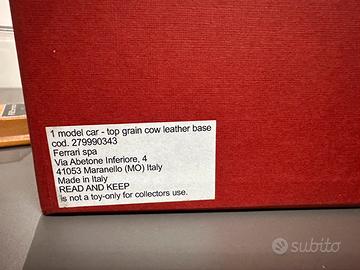 1 model car - top grain cow leather base
cod. 279990343
Ferrari spa
Via Abetone Inferiore, 4
41053 Maranello (MO) Italy
Made in Italy
READ AND KEEP
is not a toy-only for collectors use.
subito